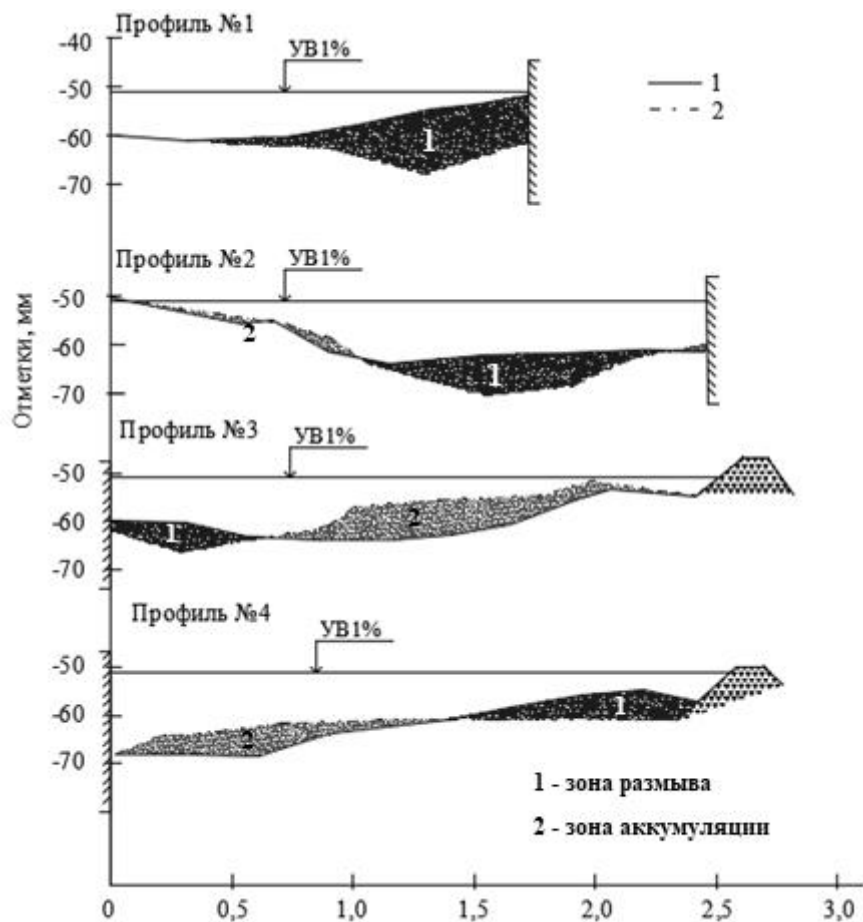 Профиль №1
-40
УВ1%
-50
1
2
-60
1
-70
Профиль №2
УВ1%
-50
2
-60
1
-70
Отметки, мм
Профиль №3
УВ1%
-50
2
-60
1
-70
Профиль №4
УВ1%
-50
-60
1
2
-70
1 - зона размыва
2 - зона аккумуляции
0 0,5 1,0 1,5 2,0 2,5 3,0